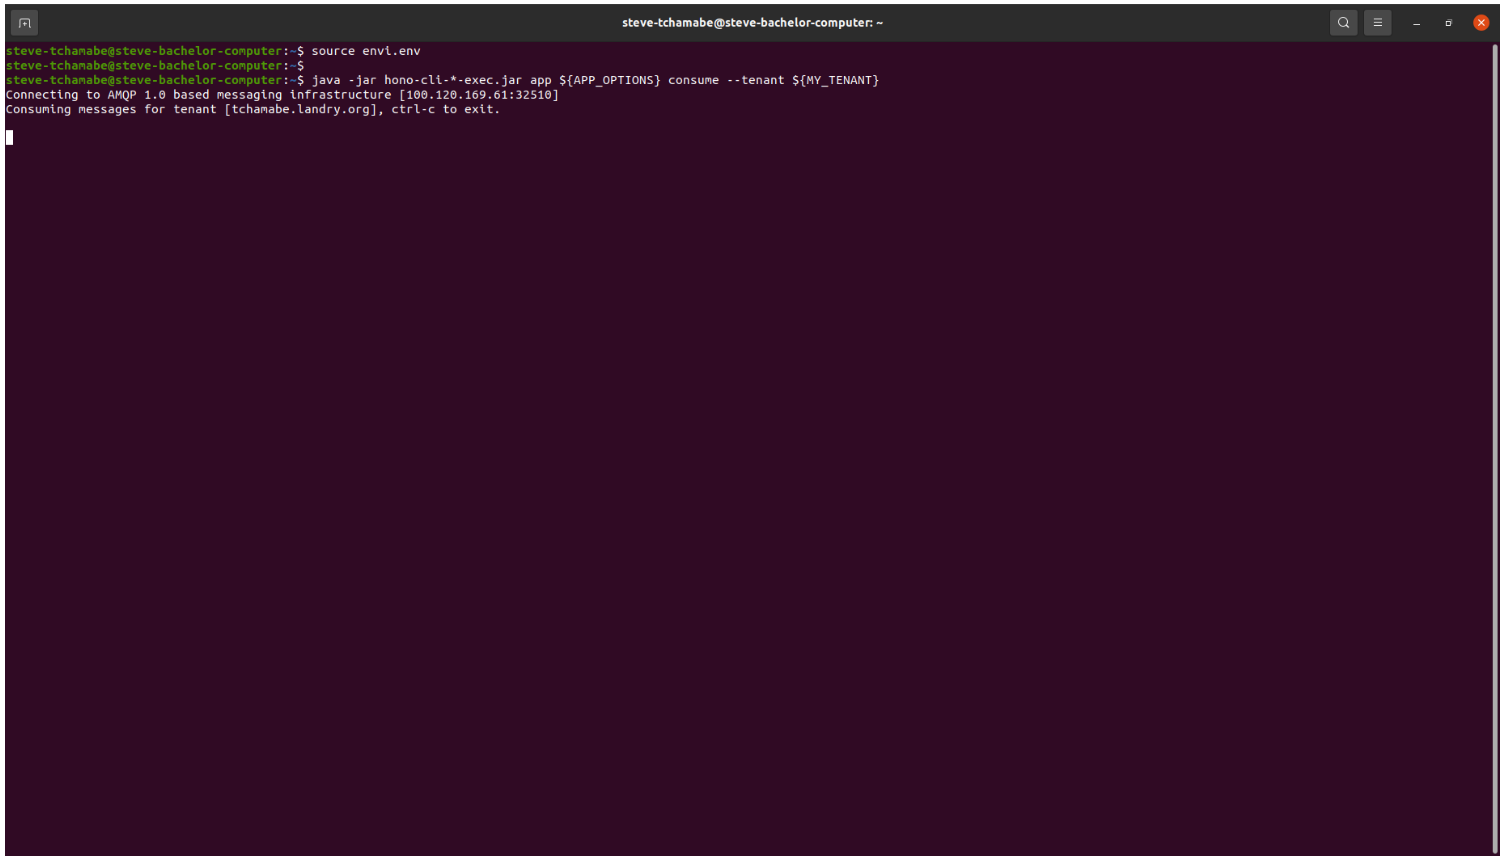 steve-tchamabe@steve-bachelor-computer: ~
steve-tchamabe@steve-bachelor-computer:~$ source envi.env
steve-tchamabe@steve-bachelor-computer:~$
steve-tchamabe@steve-bachelor-computer:~$ java -jar hono-cli-*-exec.jar app ${APP_OPTIONS} consume --tenant ${MY_TENANT}
Connecting to AMQP 1.0 based messaging infrastructure [100.120.169.61:32510]
Consuming messages for tenant [tchamabe.landry.org], ctrl-c to exit.